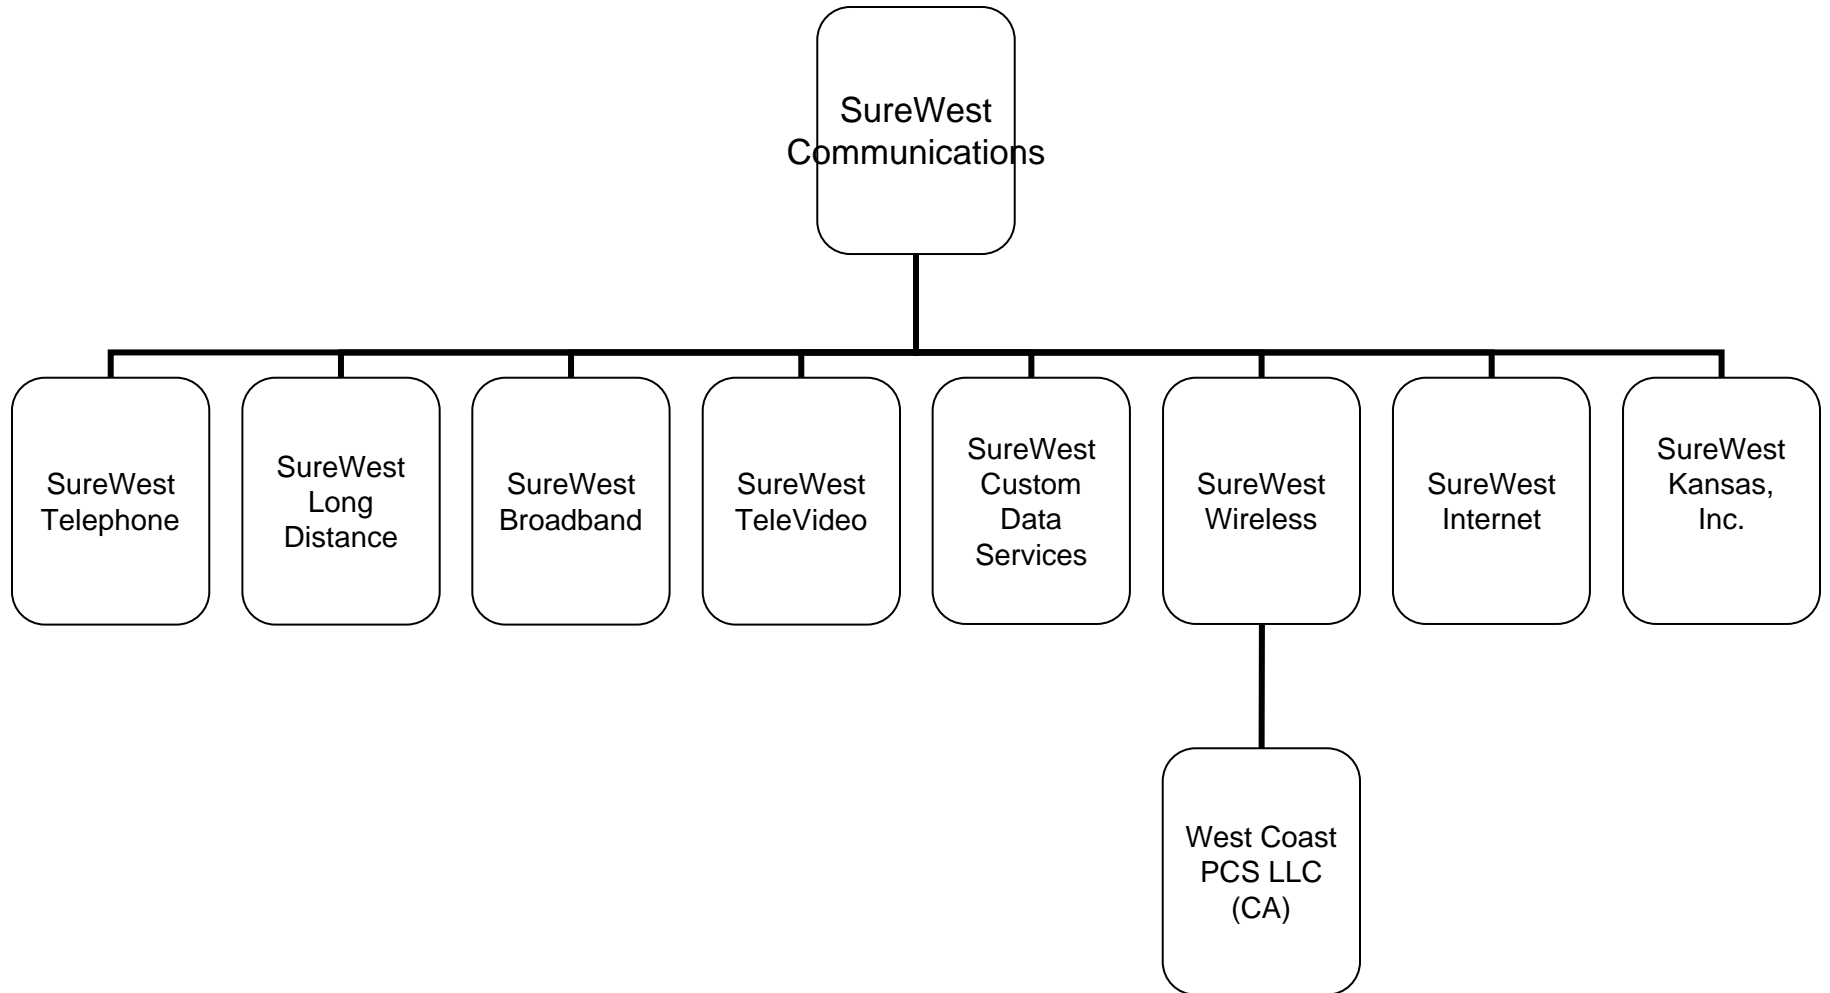 SureWest
Communications
SureWest
Telephone
SureWest
Long
Distance
SureWest
Broadband
SureWest
TeleVideo
SureWest
Custom
Data
Services
SureWest
Wireless
SureWest
Internet
SureWest
Kansas,
Inc.
West Coast
PCS LLC
(CA)